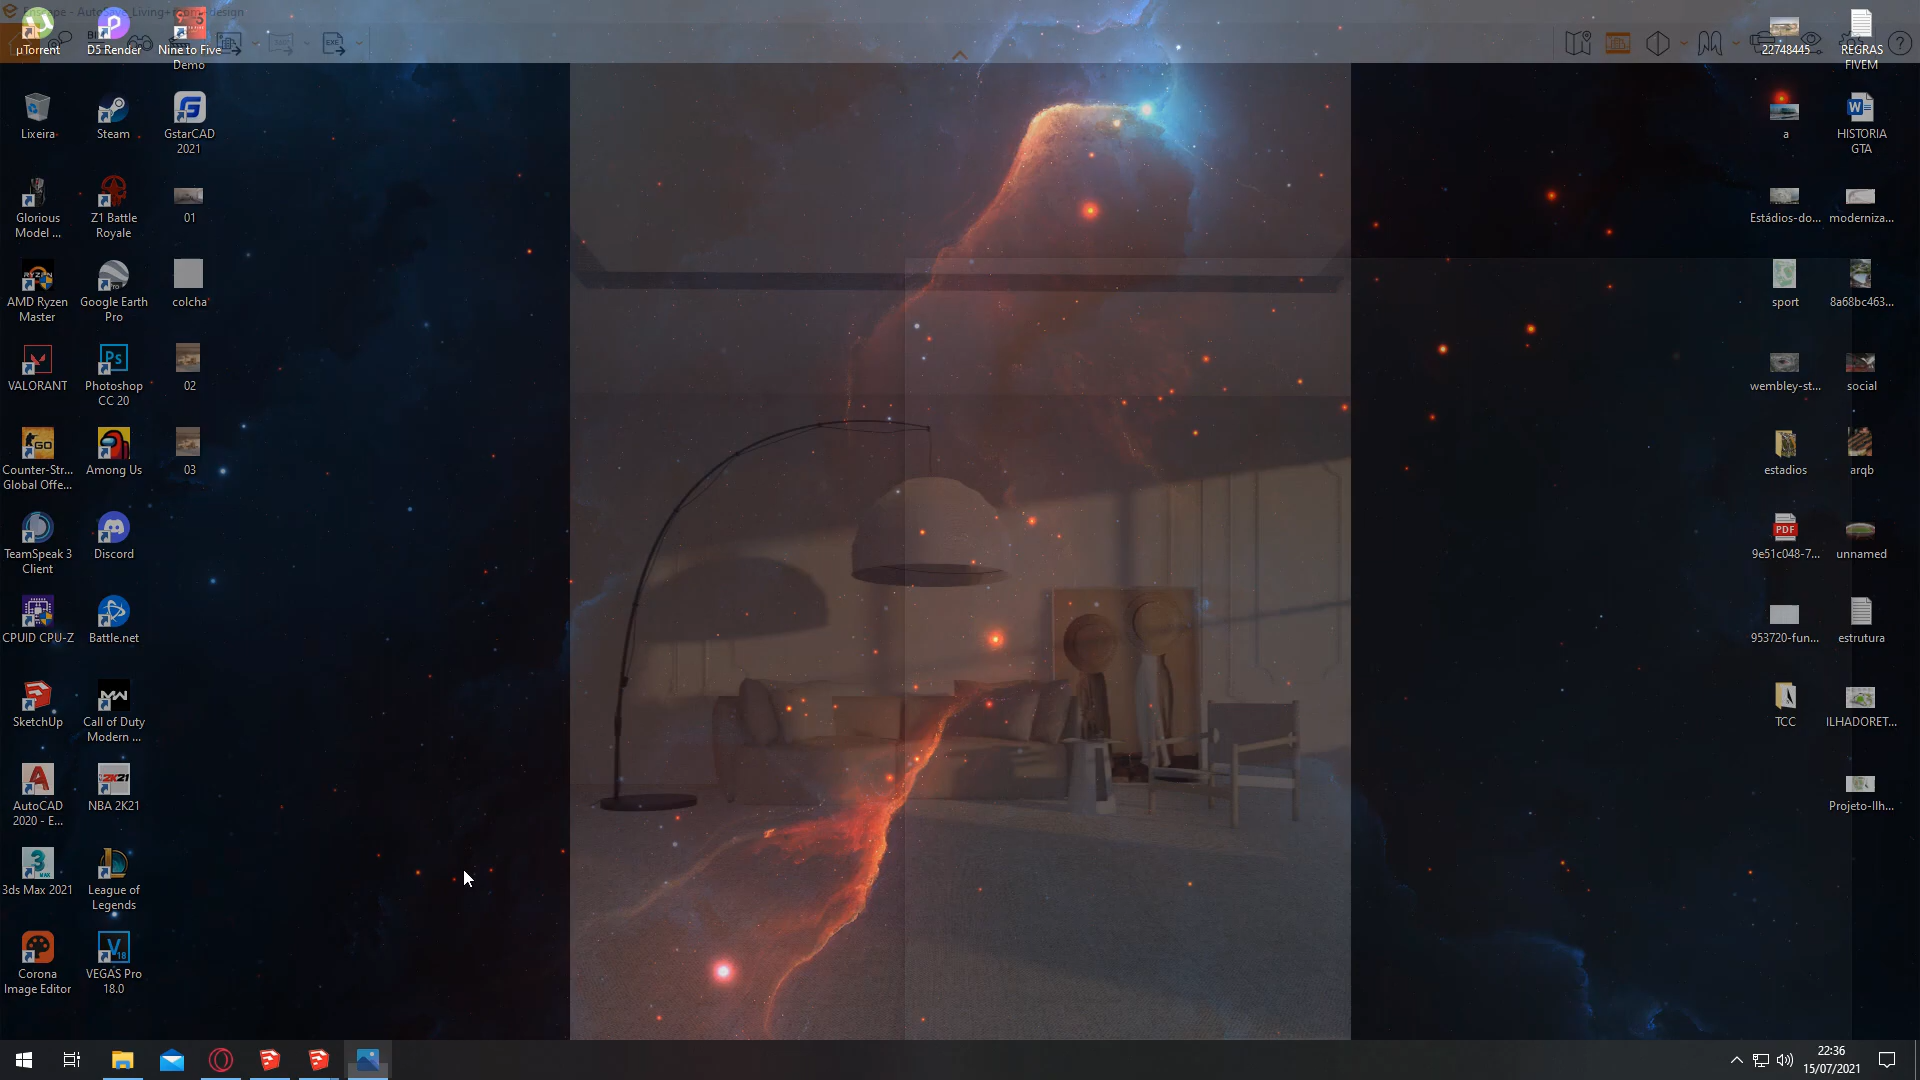 Enscape - AutoSave_Living+from+design
µTorrent
D5 Render
Nine to Five
Demo
Lixeira
Steam
GstarCAD
2021
Glorious
Model ...
Z1 Battle
Royale
01
AMD Ryzen
Master
Google Earth
Pro
colcha
VALORANT
Photoshop
CC 20
02
Counter-Str...
Global Offe...
Among Us
03
TeamSpeak 3
Client
Discord
CPUID CPU-Z
Battle.net
SketchUp
Call of Duty
Modern ...
AutoCAD
2020 - E...
NBA 2K21
3ds Max 2021
League of
Legends
Corona
Image Editor
VEGAS Pro
18.0
22748445
REGRAS
FIVEM
a
HISTORIA
GTA
Estádios-do...
moderniza...
sport
8a68bc463...
wembley-st...
social
estadios
arqb
PDF
9e51c048-7...
unnamed
953720-fun...
estrutura
TCC
ILHADORET...
Projeto-Ilh...
22:36
15/07/2021